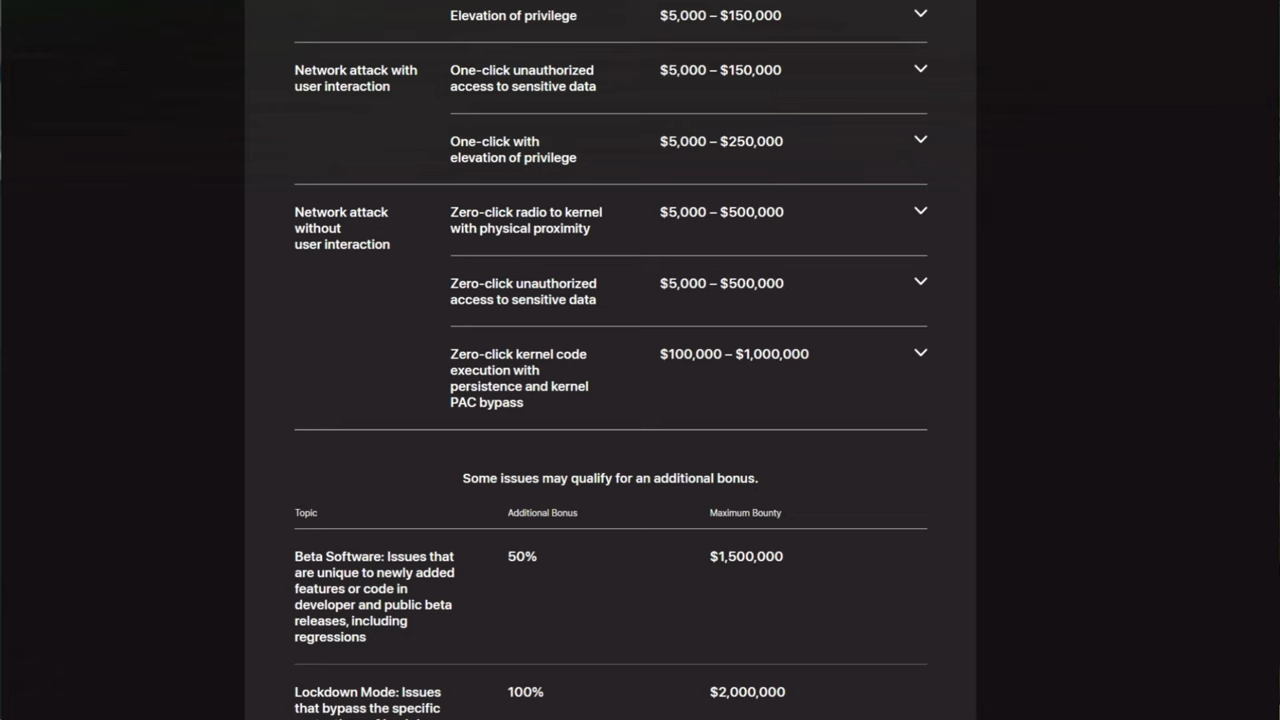 Elevation of privilege $5,000 – $150,000
Network attack with One-click unauthorized $5,000 – $150,000
user interaction access to sensitive data
One-click with $5,000 – $250,000
elevation of privilege
Network attack Zero-click radio to kernel $5,000 – $500,000
without with physical proximity
user interaction
Zero-click unauthorized $5,000 – $500,000
access to sensitive data
Zero-click kernel code $100,000 – $1,000,000
execution with
persistence and kernel
PAC bypass
Some issues may qualify for an additional bonus.
Topic Additional Bonus Maximum Bounty
Beta Software: Issues that 50% $1,500,000
are unique to newly added
features or code in
developer and public beta
releases, including
regressions
Lockdown Mode: Issues 100% $2,000,000
that bypass the specific